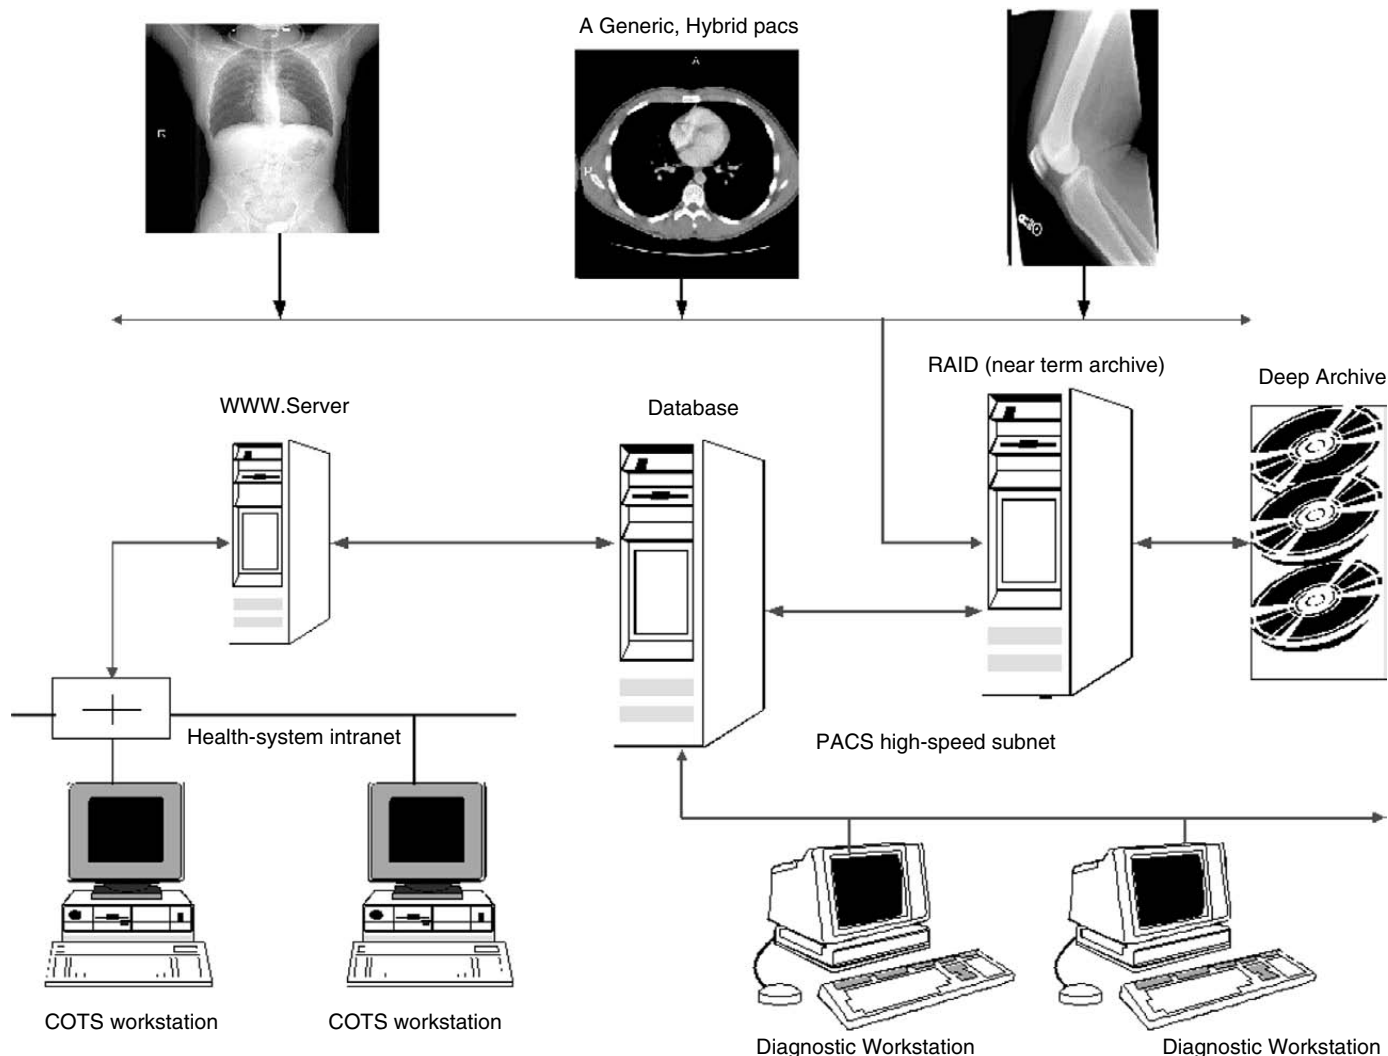 A Generic, Hybrid pacs
R
A
RAID (near term archive)
Deep Archive
WWW.Server
Database
Health-system intranet
PACS high-speed subnet
COTS workstation
COTS workstation
Diagnostic Workstation
Diagnostic Workstation